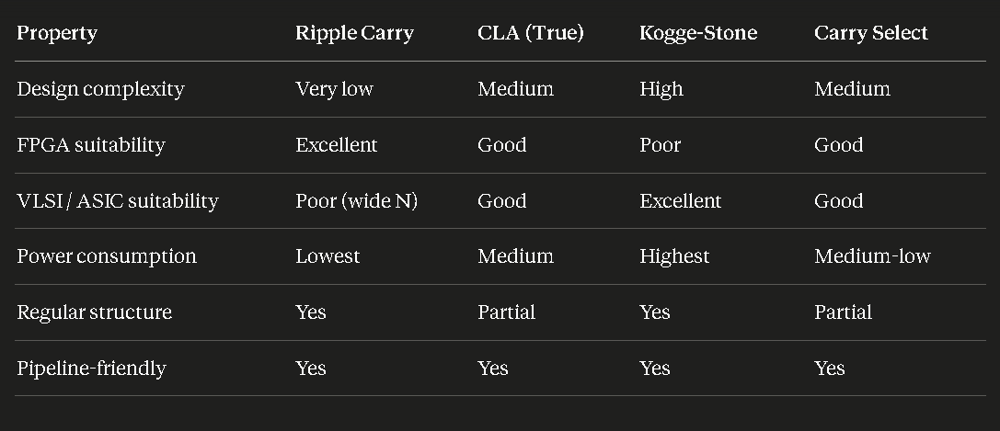 Property Ripple Carry CLA (True) Kogge-Stone Carry Select
Design complexity Very low Medium High Medium
FPGA suitability Excellent Good Poor Good
VLSI / ASIC suitability Poor (wide N) Good Excellent Good
Power consumption Lowest Medium Highest Medium-low
Regular structure Yes Partial Yes Partial
Pipeline-friendly Yes Yes Yes Yes